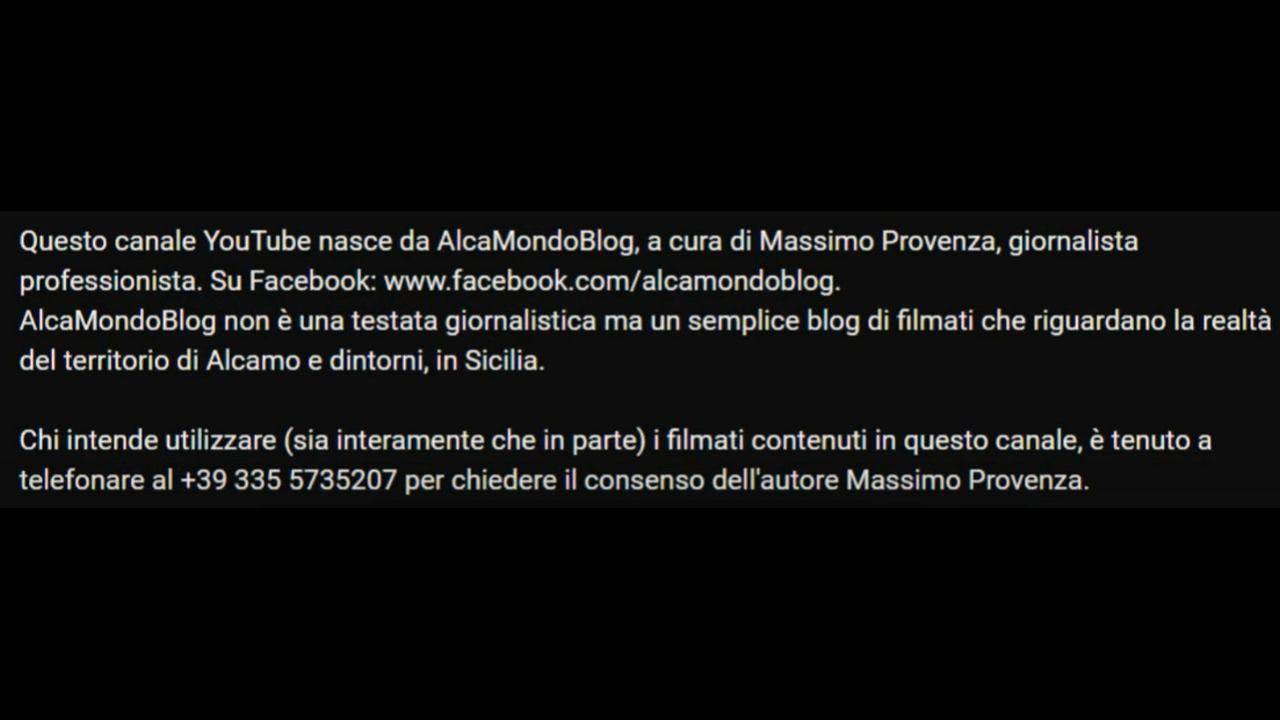 Questo canale YouTube nasce da AlcaMondoBlog, a cura di Massimo Provenza, giornalista
professionista. Su Facebook: www.facebook.com/alcamondoblog.
AlcaMondoBlog non è una testata giornalistica ma un semplice blog di filmati che riguardano la realtà
del territorio di Alcamo e dintorni, in Sicilia.
Chi intende utilizzare (sia interamente che in parte) i filmati contenuti in questo canale, è tenuto a
telefonare al +39 335 5735207 per chiedere il consenso dell'autore Massimo Provenza.